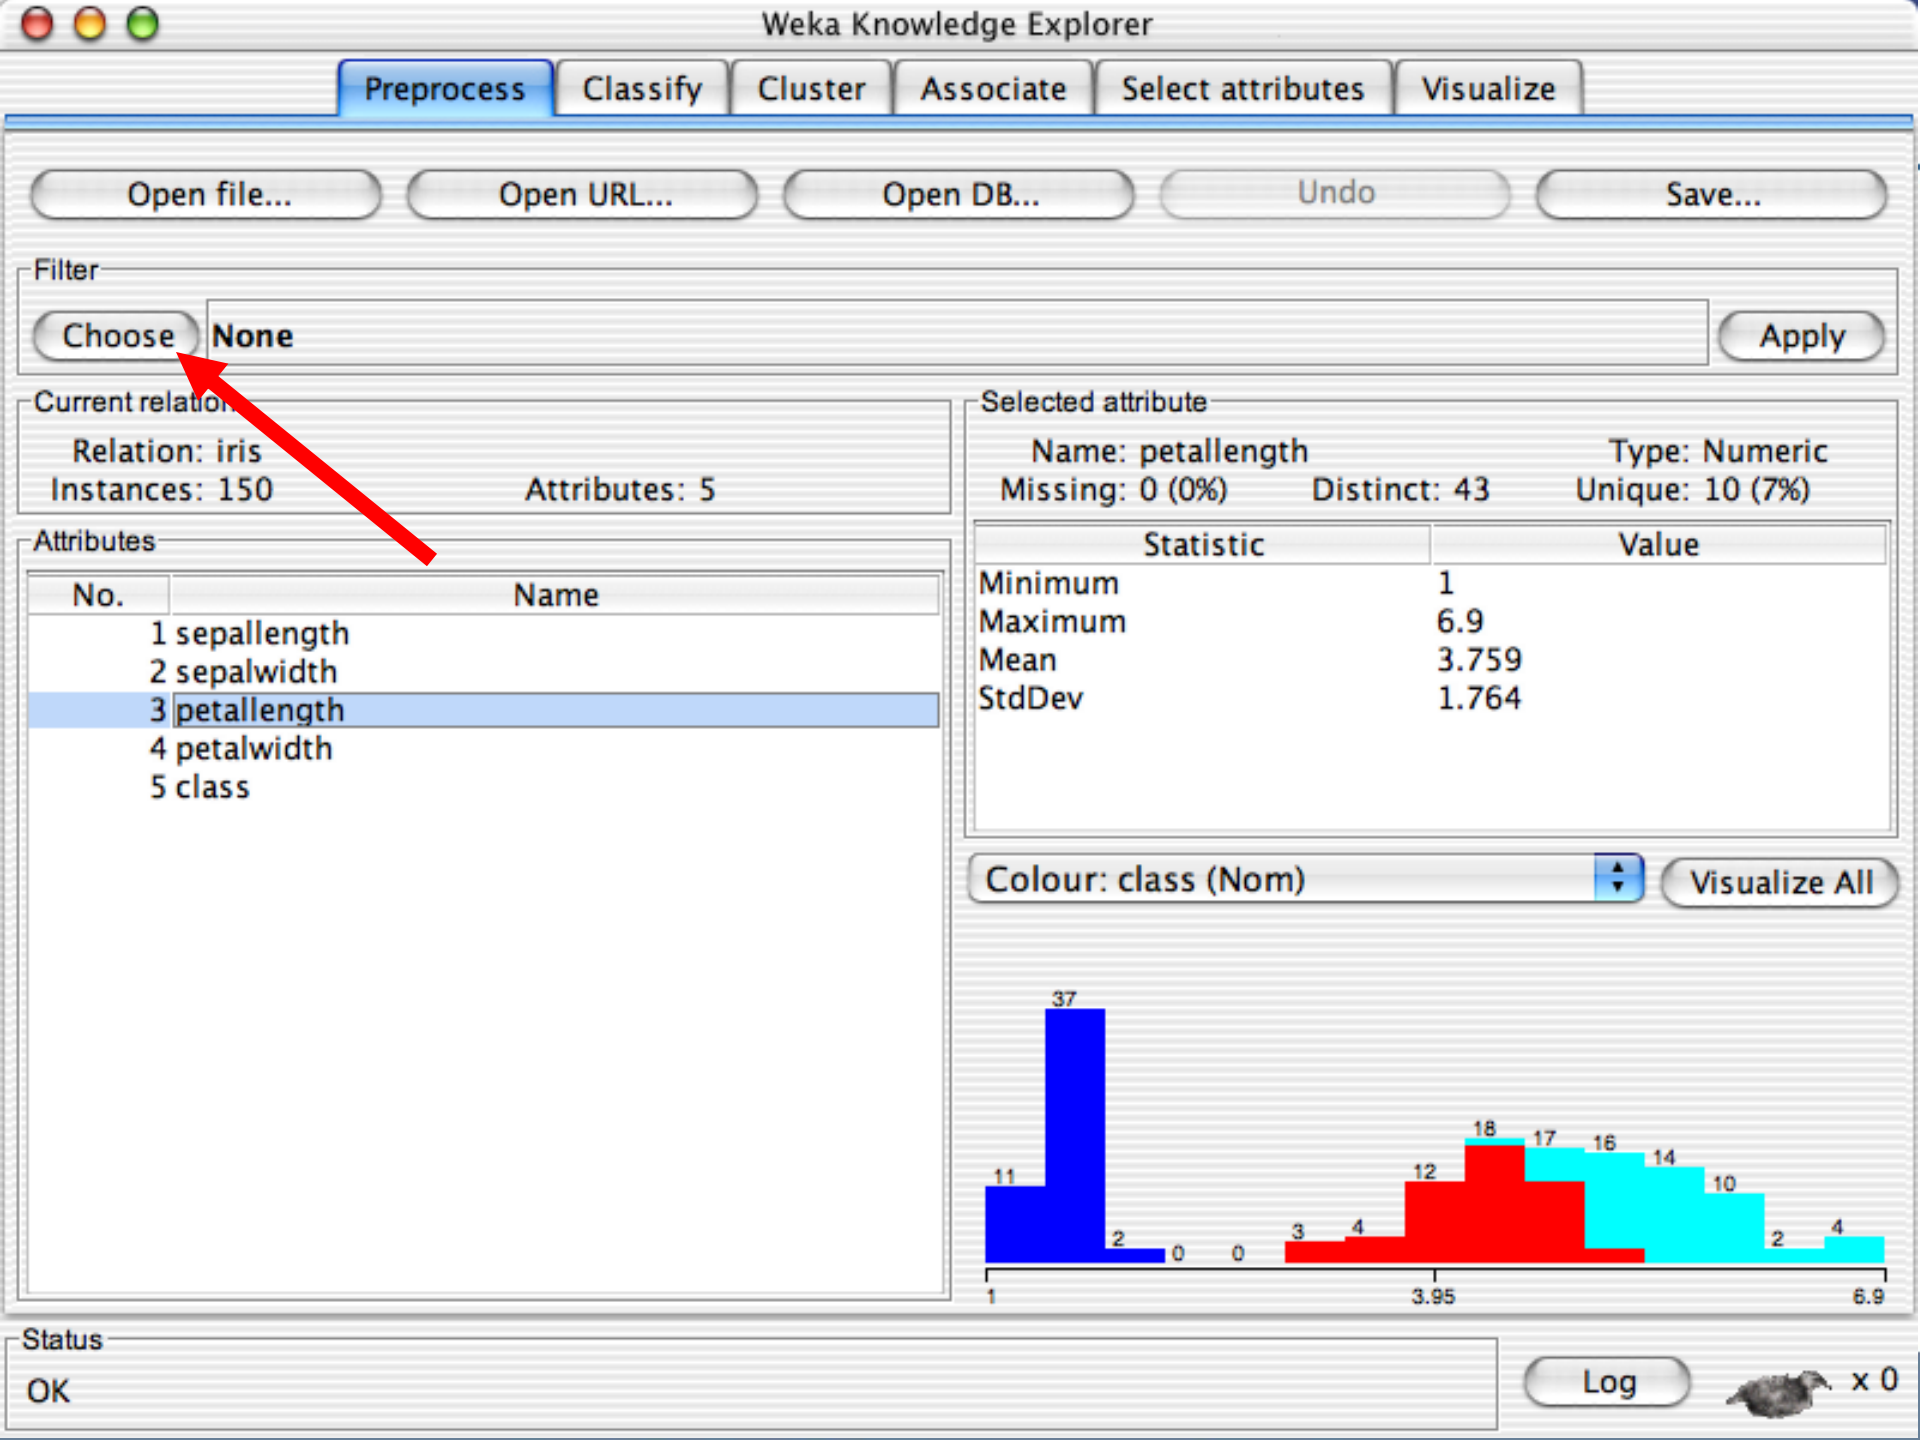 Weka Knowledge Explorer
Preprocess Classify Cluster Associate Select attributes Visualize
Open file... Open URL... Open DB... Undo Save...
Filter
Choose None Apply
Current relation
Relation: iris
Instances: 150 Attributes: 5
Attributes
No. Name
1 sepallength
2 sepalwidth
3 petallength
4 petalwidth
5 class
Selected attribute
Name: petallength Type: Numeric
Missing: 0 (0%) Distinct: 43 Unique: 10 (7%)
Statistic Value
Minimum 1
Maximum 6.9
Mean 3.759
StdDev 1.764
Colour: class (Nom) Visualize All
37
11 2 0 0 3 4 12 18 17 16 14 10 2 4
1 3.95 6.9
Status
OK
Log x 0